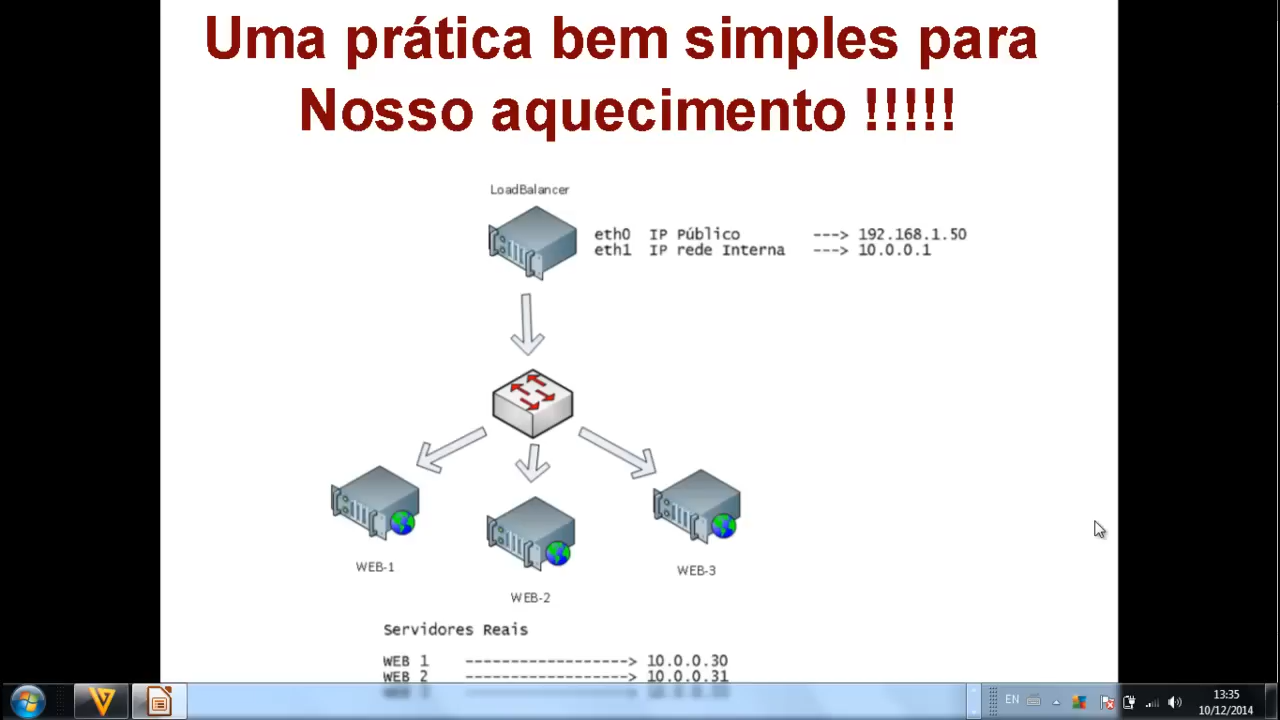 Uma prática bem simples para
Nosso aquecimento !!!!!
LoadBalancer
eth0 IP Público ---> 192.168.1.50
eth1 IP rede Interna ---> 10.0.0.1
WEB-1
WEB-2
WEB-3
Servidores Reais
WEB 1 ------------------> 10.0.0.30
WEB 2 ------------------> 10.0.0.31
EN
13:35
10/12/2014